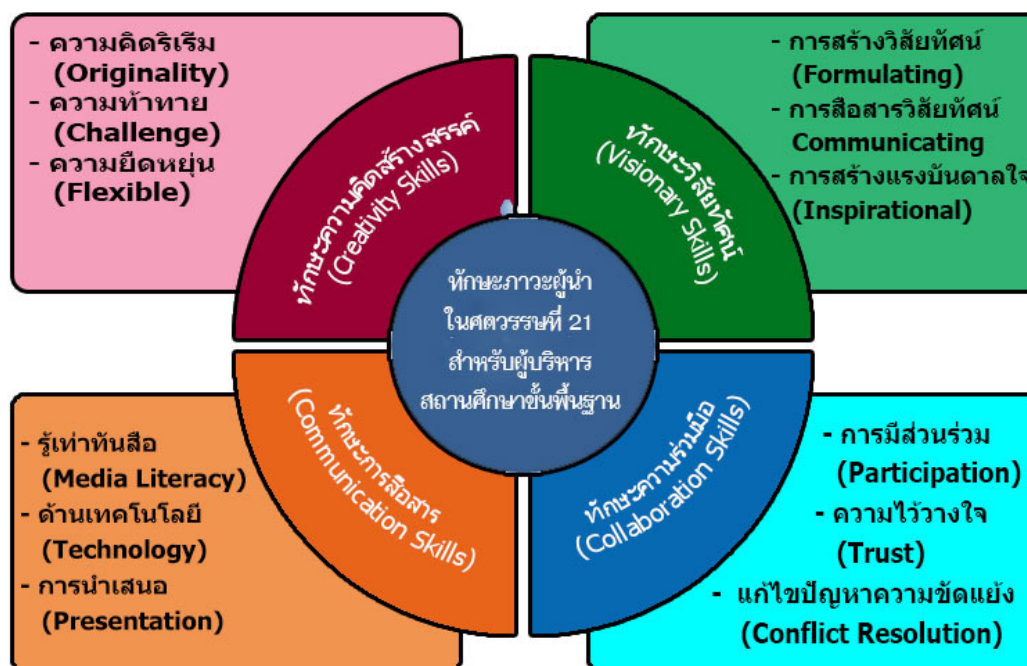 - ความคิดริเริ่ม
(Originality)
- ความท้าทาย
(Challenge)
- ความยืดหยุ่น
(Flexible)
ทักษะความคิดสร้างสรรค์
(Creativity Skills)
- การสร้างวิสัยทัศน์
(Formulating)
- การสื่อสารวิสัยทัศน์
Communicating
- การสร้างแรงบันดาลใจ
(Inspirational)
ทักษะวิสัยทัศน์
(Visionary Skills)
ทักษะภาวะผู้นำ
ในศตวรรษที่ 21
สำหรับผู้บริหาร
สถานศึกษาขั้นพื้นฐาน
- รู้เท่าทันสื่อ
(Media Literacy)
- ด้านเทคโนโลยี
(Technology)
- การนำเสนอ
(Presentation)
ทักษะการสื่อสาร
(Communication Skills)
- การมีส่วนร่วม
(Participation)
- ความไว้วางใจ
(Trust)
- แก้ไขปัญหาความขัดแย้ง
(Conflict Resolution)
ทักษะความร่วมมือ
(Collaboration Skills)